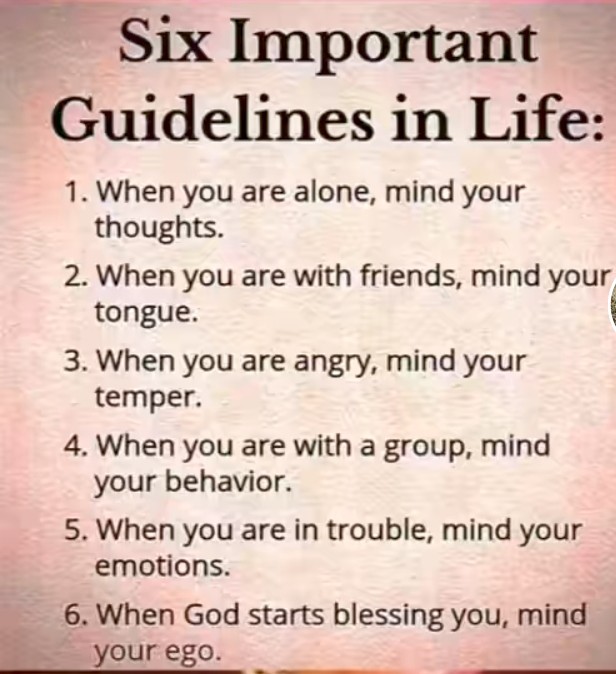 Six Important
Guidelines in Life:
1. When you are alone, mind your
thoughts.
2. When you are with friends, mind your
tongue.
3. When you are angry, mind your
temper.
4. When you are with a group, mind
your behavior.
5. When you are in trouble, mind your
emotions.
6. When God starts blessing you, mind
your ego.